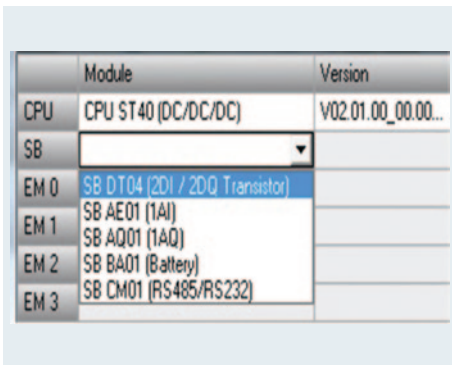 Module Version
CPU CPU ST40 (DC/DC/DC) V02.01.00_00.00...
SB
EM 0 SB DT04 (2DI / 2DQ Transistor)
SB AE01 (1AI)
EM 1 SB AQ01 (1AQ)
EM 2 SB BA01 (Battery)
EM 3 SB CM01 (RS485/RS232)